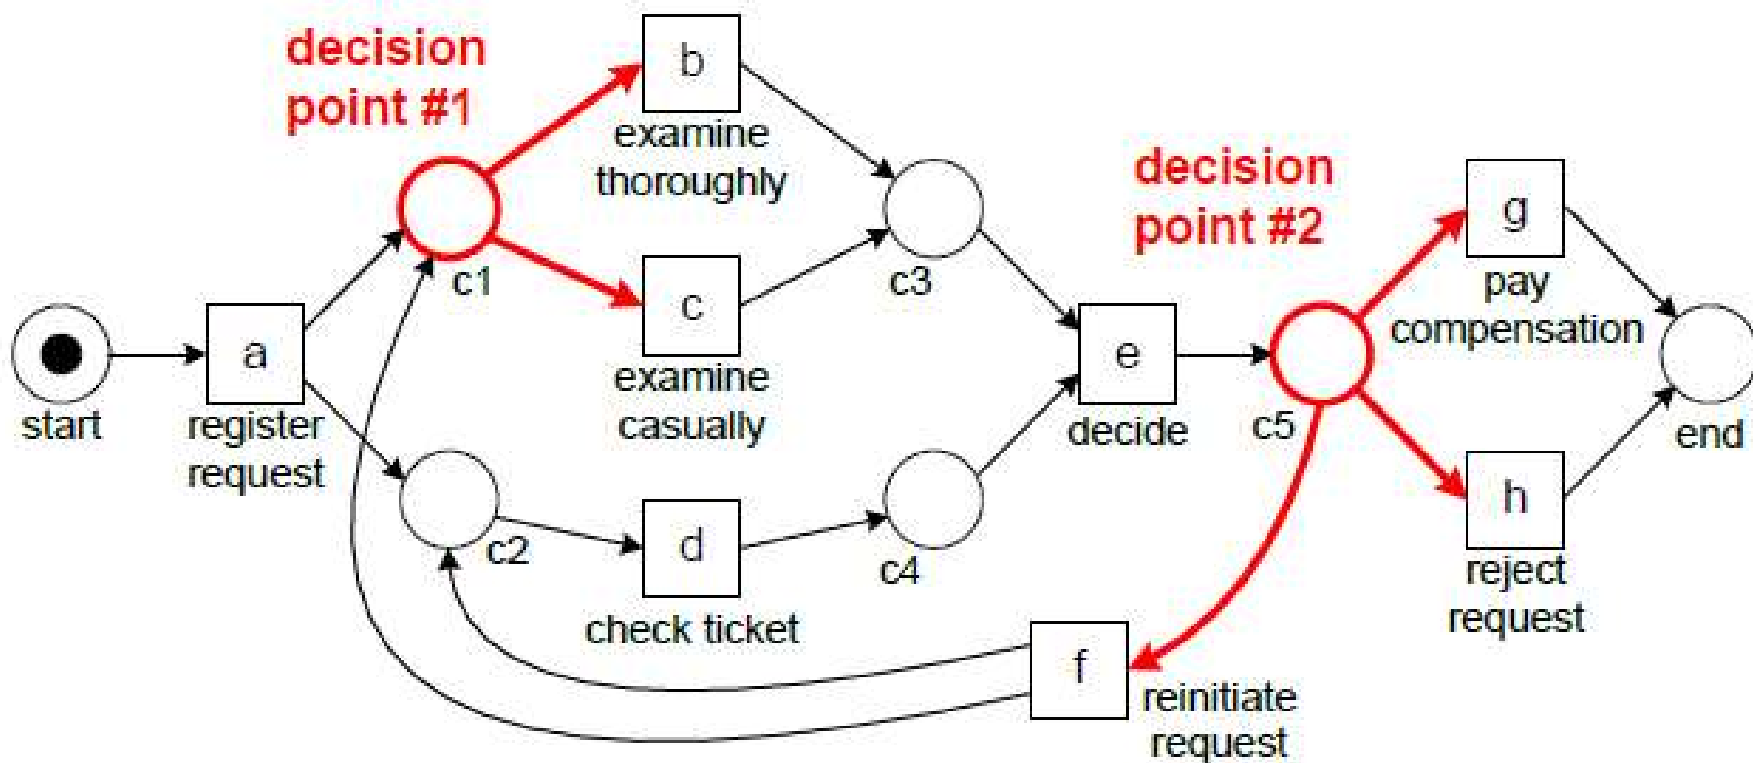 decision
point #1
b
examine
thoroughly
c1
c
examine
casually
c3
start
a
register
request
c2
d
check ticket
c4
e
decide
decision
point #2
c5
g
pay
compensation
h
reject
request
end
f
reinitiate
request